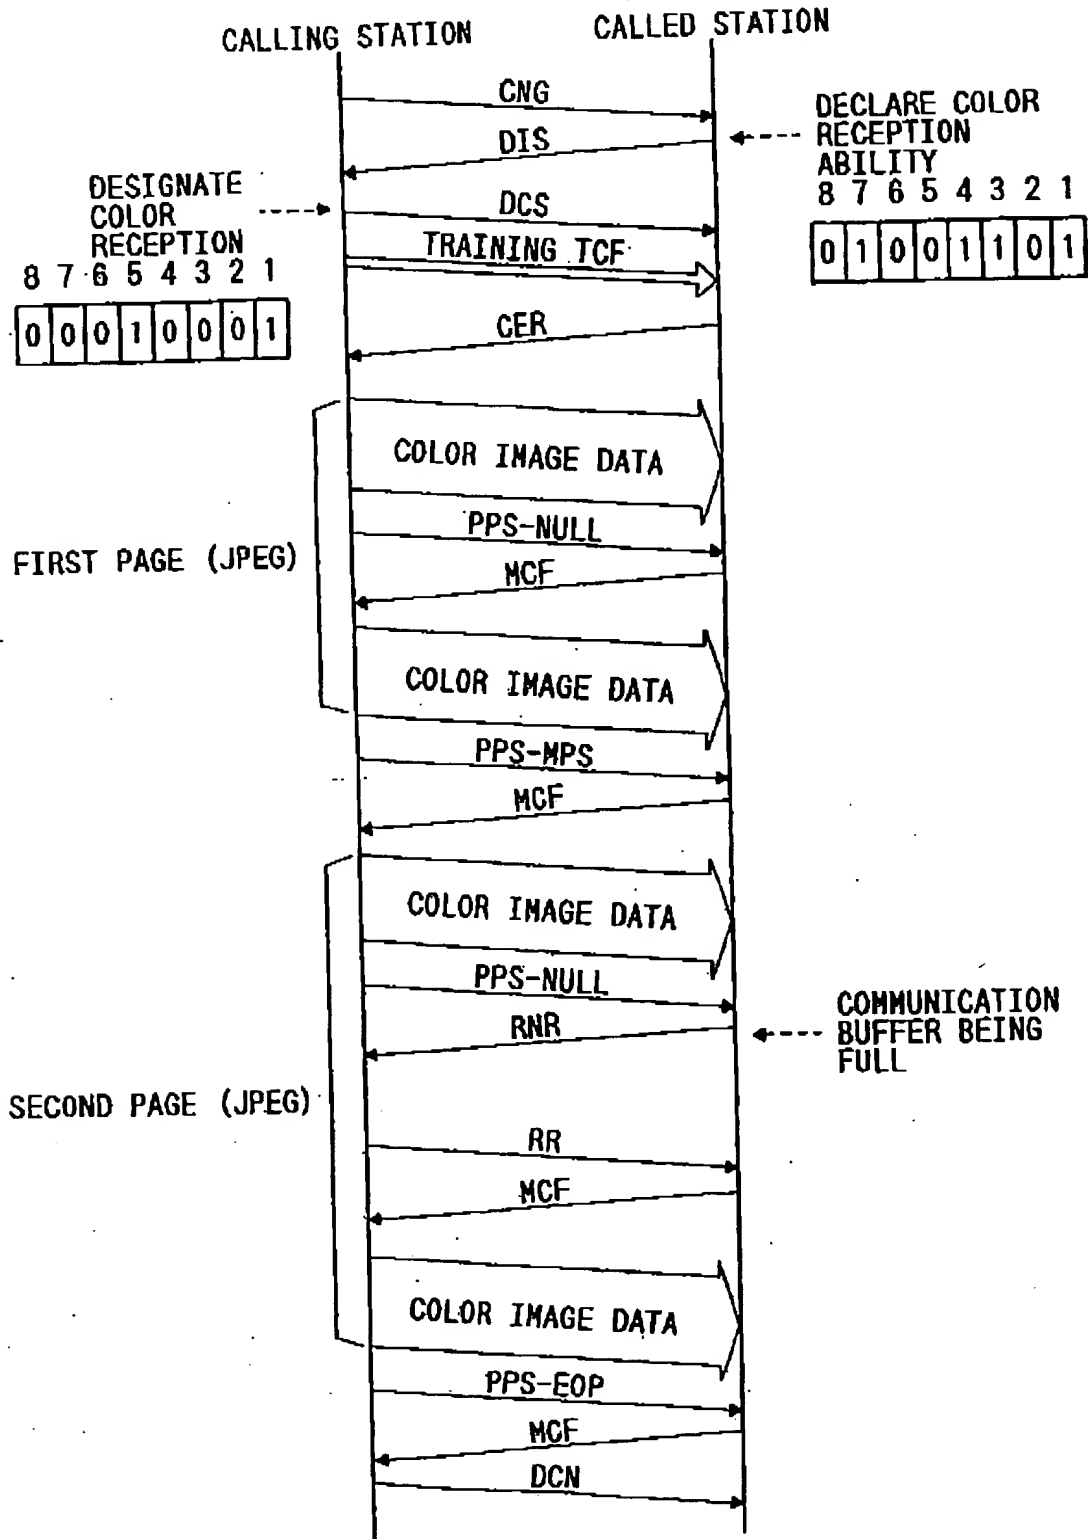 CALLING STATION
CALLED STATION
CNG
DECLARE COLOR
RECEPTION
ABILITY
8 7 6 5 4 3 2 1
0 1 0 0 1 1 0 1
DIS
DESIGNATE
COLOR
RECEPTION
8 7 6 5 4 3 2 1
0 0 0 1 0 0 0 1
DCS
TRAINING TCF
CER
COLOR IMAGE DATA
PPS-NULL
FIRST PAGE (JPEG)
MCF
COLOR IMAGE DATA
PPS-MPS
MCF
COLOR IMAGE DATA
PPS-NULL
COMMUNICATION
BUFFER BEING
FULL
RNR
SECOND PAGE (JPEG)
RR
MCF
COLOR IMAGE DATA
PPS-EOP
MCF
DCN